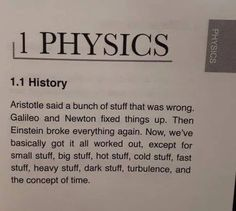 1 PHYSICS
PHYSICS
1.1 History
Aristotle said a bunch of stuff that was wrong.
Galileo and Newton fixed things up. Then
Einstein broke everything again. Now, we've
basically got it all worked out, except for
small stuff, big stuff, hot stuff, cold stuff, fast
stuff, heavy stuff, dark stuff, turbulence, and
the concept of time.